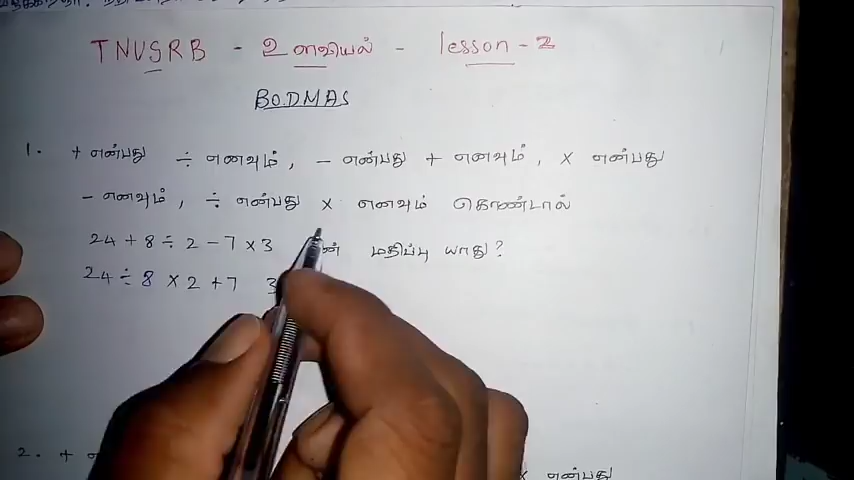 TNUSRB - உளவியல் - lesson - 2
BODMAS
1. + என்பது ÷ எனவும், - என்பது + எனவும், x என்பது
- எனவும், ÷ என்பது x எனவும் கொண்டால்
24 + 8 ÷ 2 - 7 x 3 மதிப்பு யாது?
24 ÷ 8 x 2 + 7 3
2. +
x என்பது